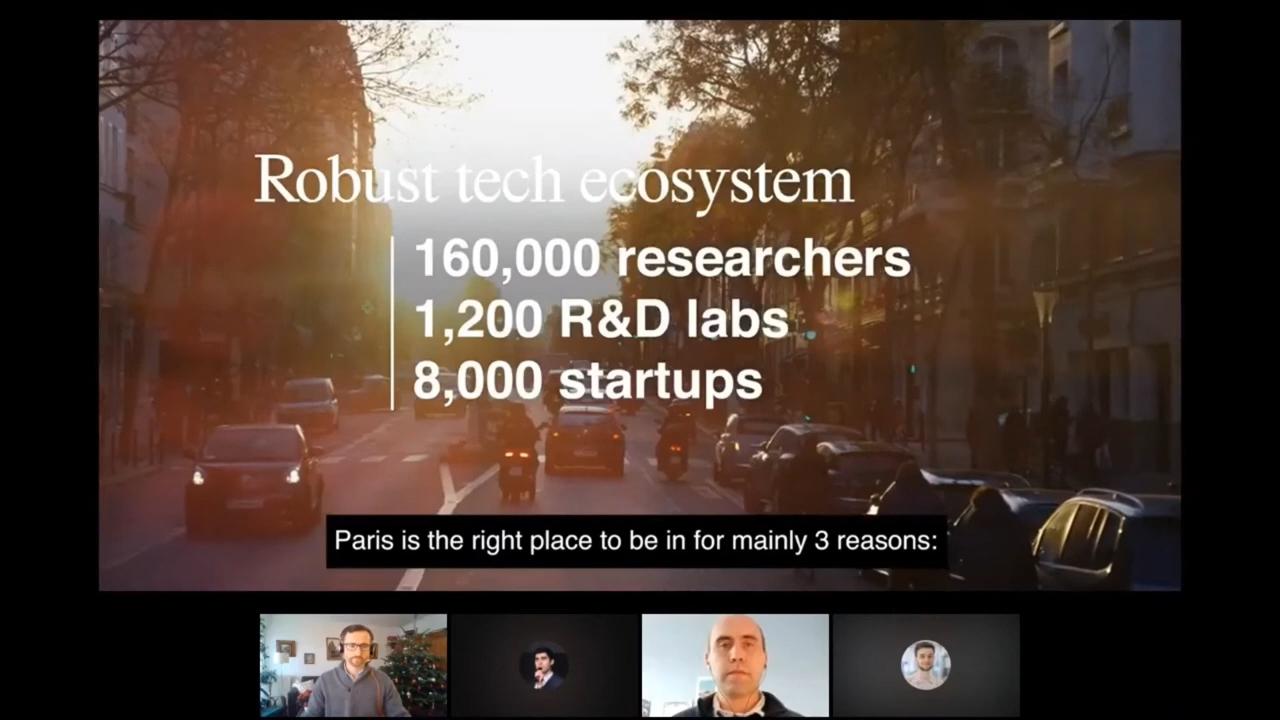 Robust tech ecosystem
160,000 researchers
1,200 R&D labs
8,000 startups
Paris is the right place to be in for mainly 3 reasons: